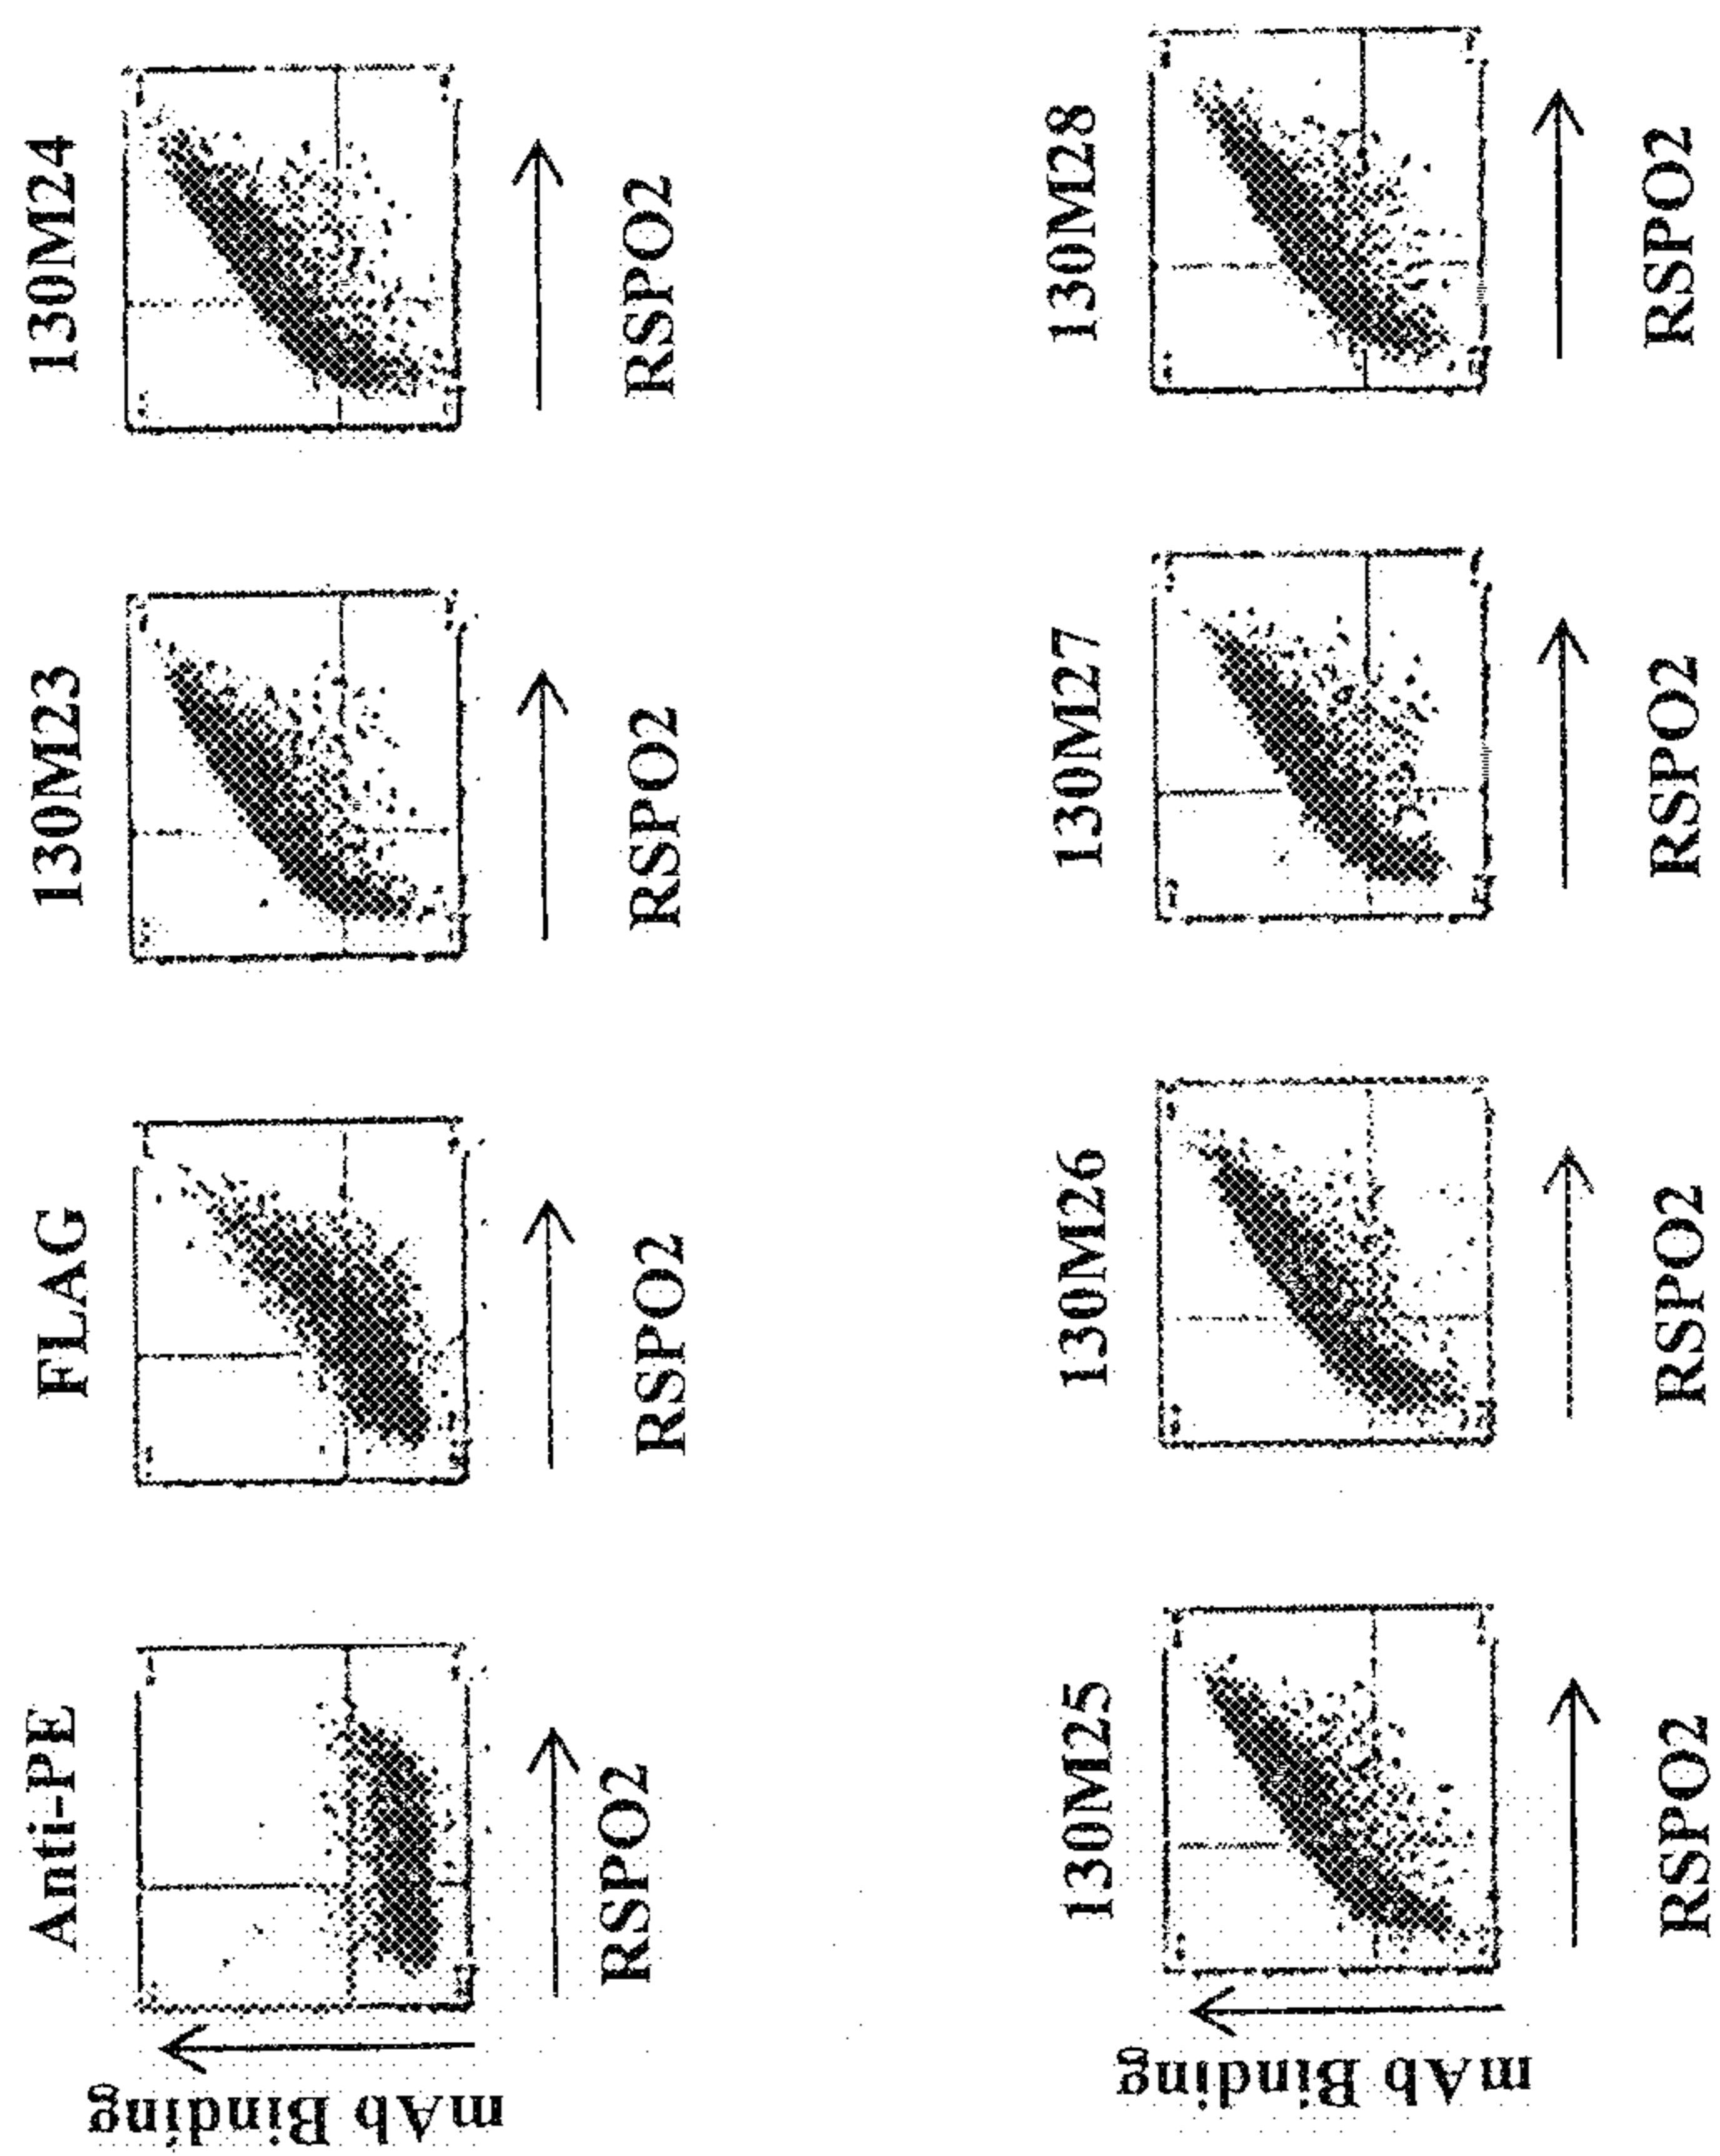 Anti-PE
FLAG
130M23
130M24
mAb Binding
RSPO2
RSPO2
RSPO2
RSPO2
130M25
130M26
130M27
130M28
mAb Binding
RSPO2
RSPO2
RSPO2
RSPO2